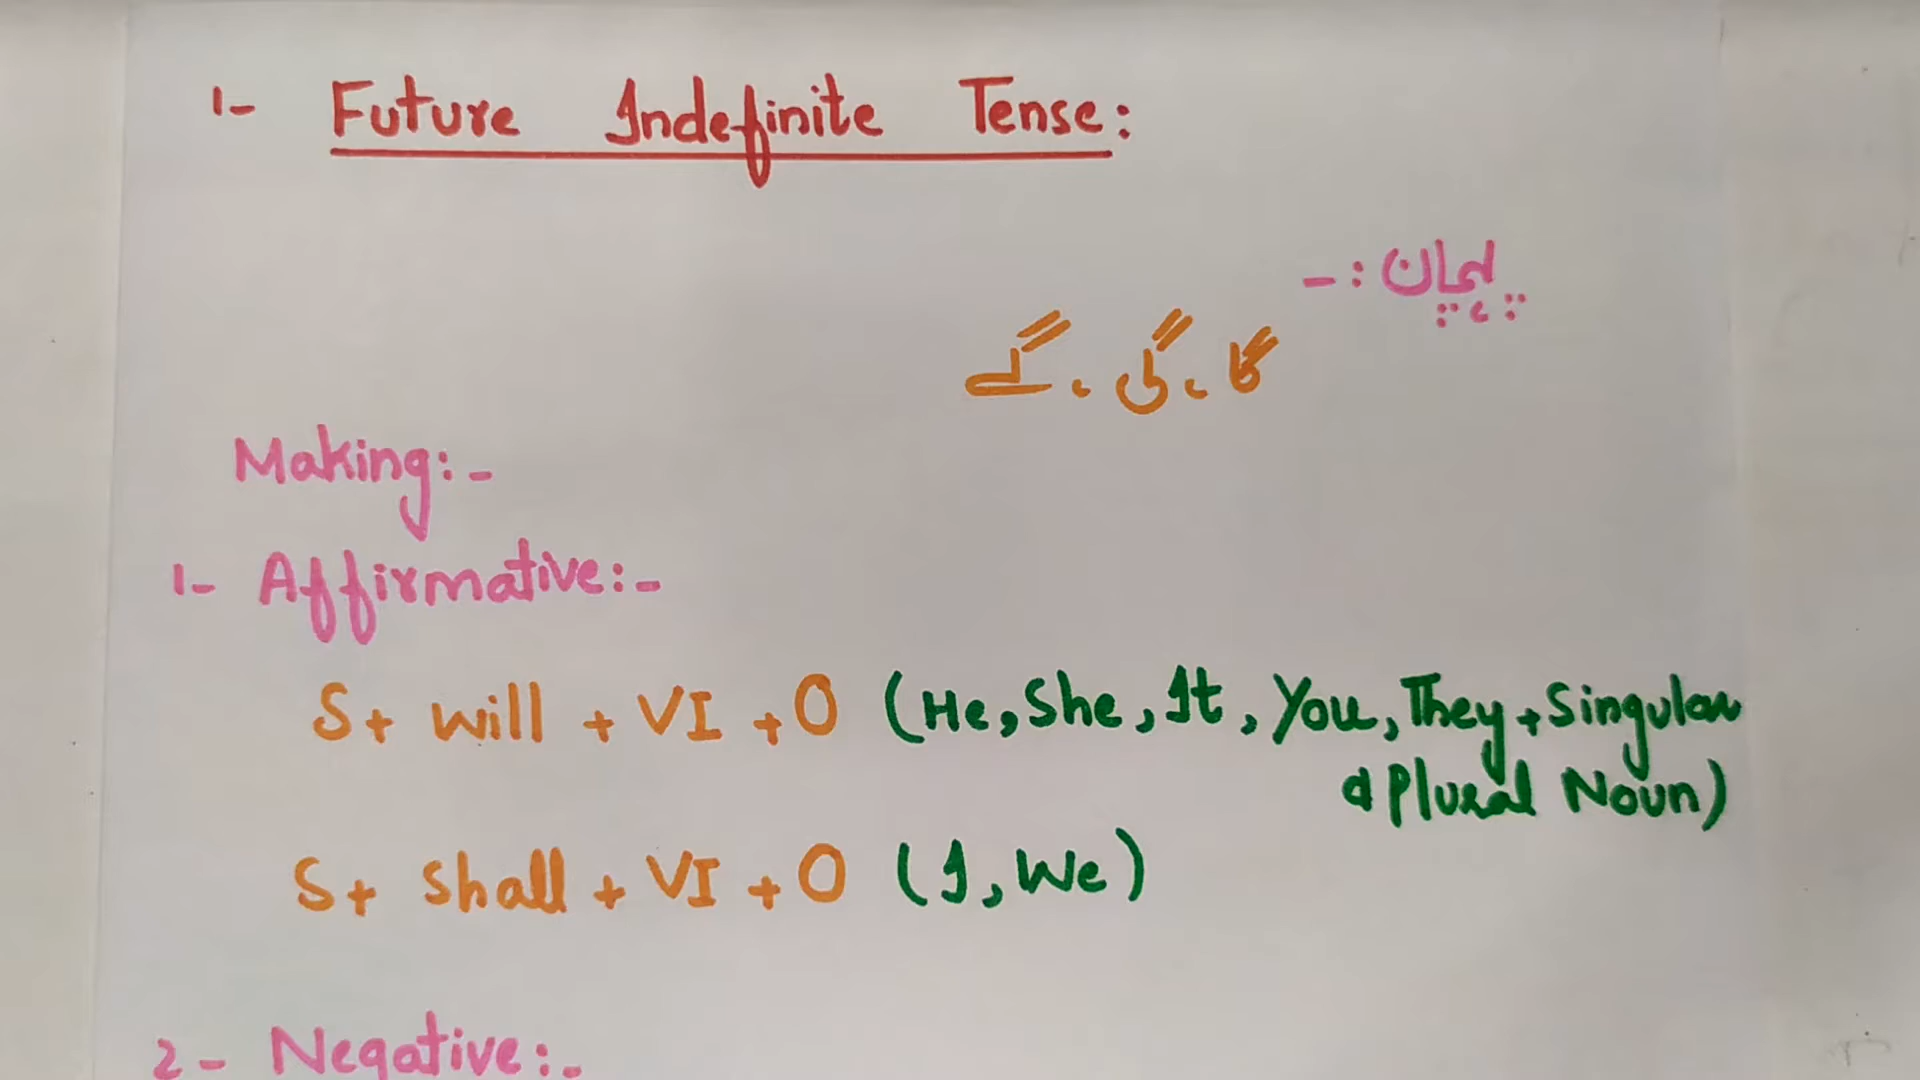 1- Future Indefinite Tense:
پہچان :-
گا ، گی ، گے
Making:-
1- Affirmative:-
S+ will + VI + O (He, She, It, You, They + Singular
& Plural Noun)
S+ shall + VI + O (I, We)
2- Negative:-